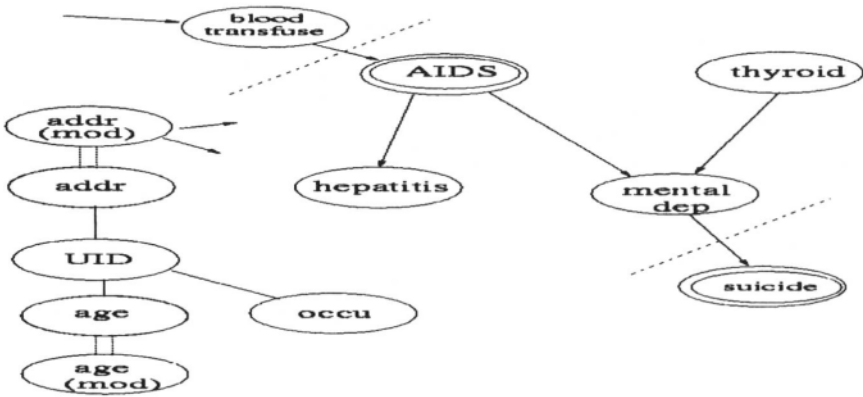 blood
transfuse
AIDS
thyroid
addr
(mod)
addr
hepatitis
mental
dep
UID
suicide
age
occu
age
(mod)